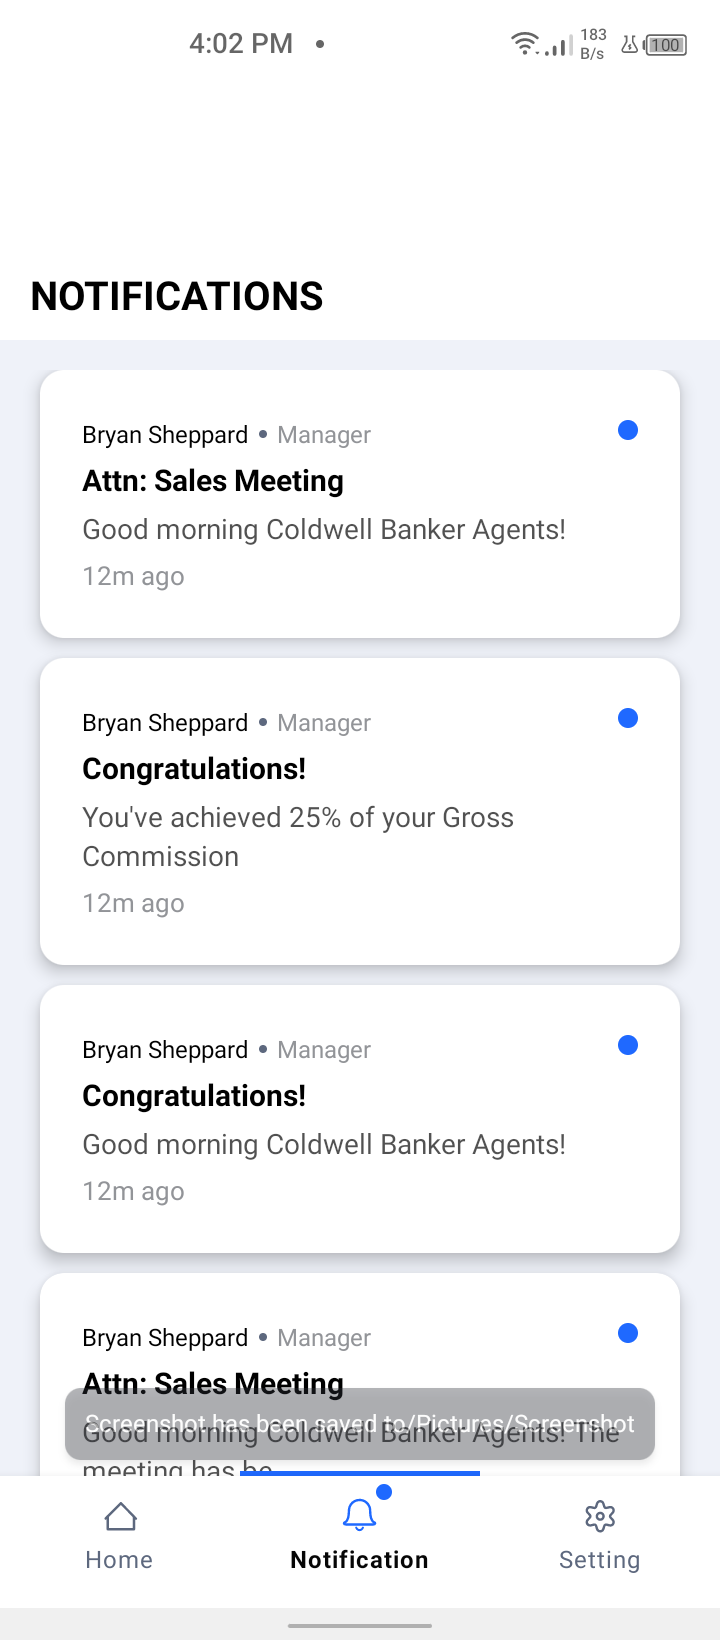 4:02 PM •
183
B/s
100
NOTIFICATIONS
Bryan Sheppard • Manager
Attn: Sales Meeting
Good morning Coldwell Banker Agents!
12m ago
Bryan Sheppard • Manager
Congratulations!
You've achieved 25% of your Gross
Commission
12m ago
Bryan Sheppard • Manager
Congratulations!
Good morning Coldwell Banker Agents!
12m ago
Bryan Sheppard • Manager
Attn: Sales Meeting
Screenshot has been saved to/Pictures/Screenshot
Good morning Coldwell Banker Agents! The
meeting has be
Home
Notification
Setting